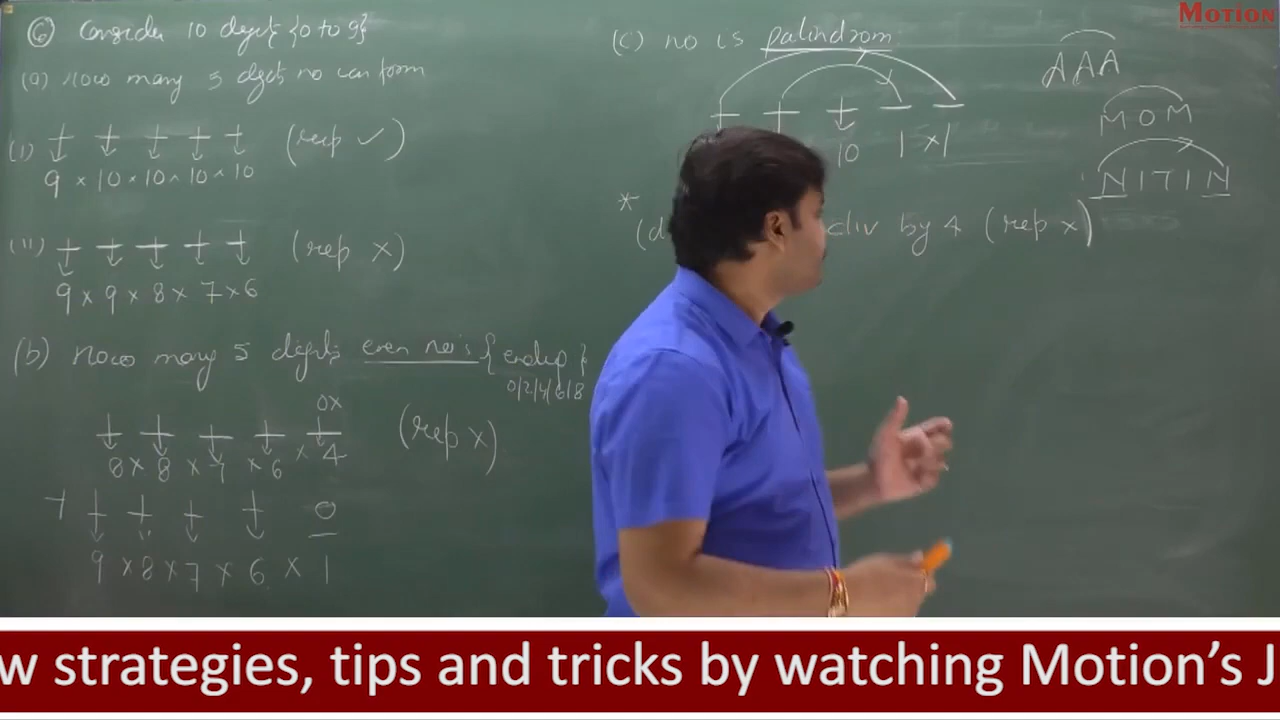 (6) Consider 10 digits {0 to 9}
(a) How many 5 digits no can form
(i) (rep ✓)
9 × 10 × 10 × 10 × 10
(ii) (rep ×)
9 × 9 × 8 × 7 × 6
(b) How many 5 digits even no's { endup }
0/2/4/6/8
0×
(rep ×)
8 × 8 × 7 × 6 × 4
+ 0
9 × 8 × 7 × 6 × 1
(c) no is palindrom
10 1 × 1
AAA
MOM
NITIN
*
(d div by 4 (rep ×)
MOTION
w strategies, tips and tricks by watching Motion's J